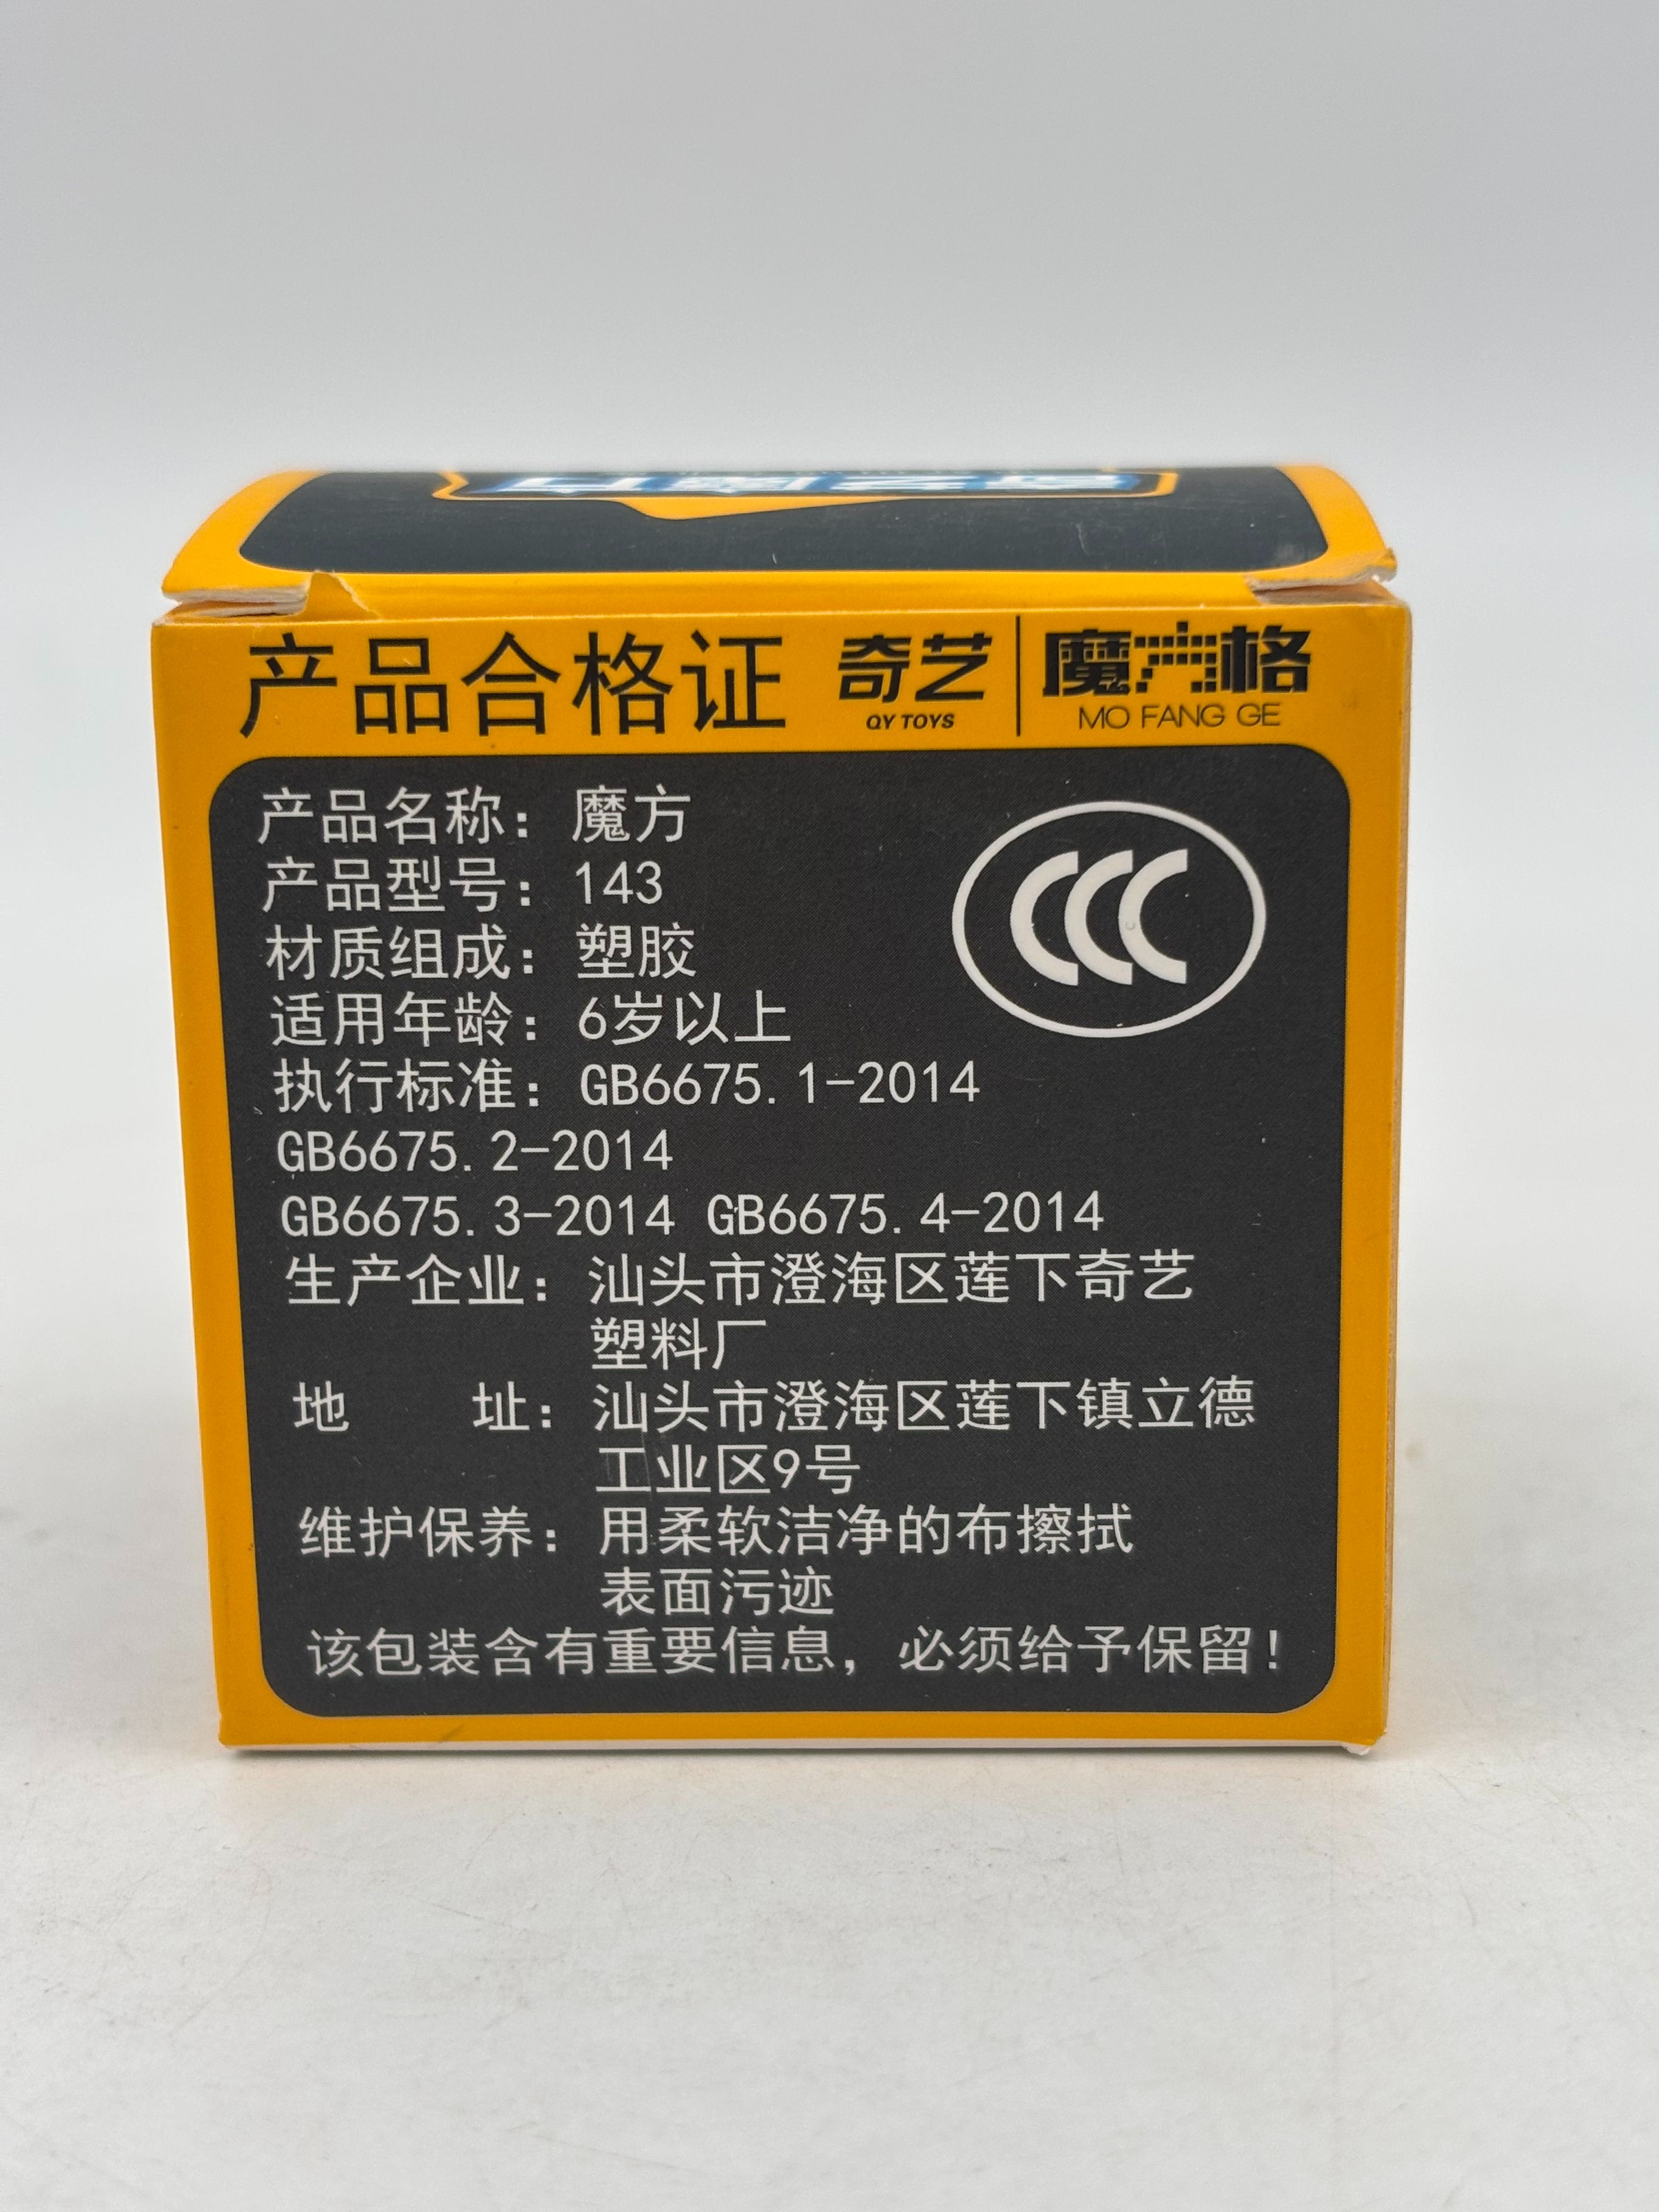 产品合格证 奇艺 魔方格
QY TOYS MO FANG GE
产品名称：魔方
产品型号：143
CCC
材质组成：塑胶
适用年龄：6岁以上
执行标准：GB6675.1-2014
GB6675.2-2014
GB6675.3-2014 GB6675.4-2014
生产企业：汕头市澄海区莲下奇艺
塑料厂
地 址：汕头市澄海区莲下镇立德
工业区9号
维护保养：用柔软洁净的布擦拭
表面污迹
该包装含有重要信息，必须给予保留！